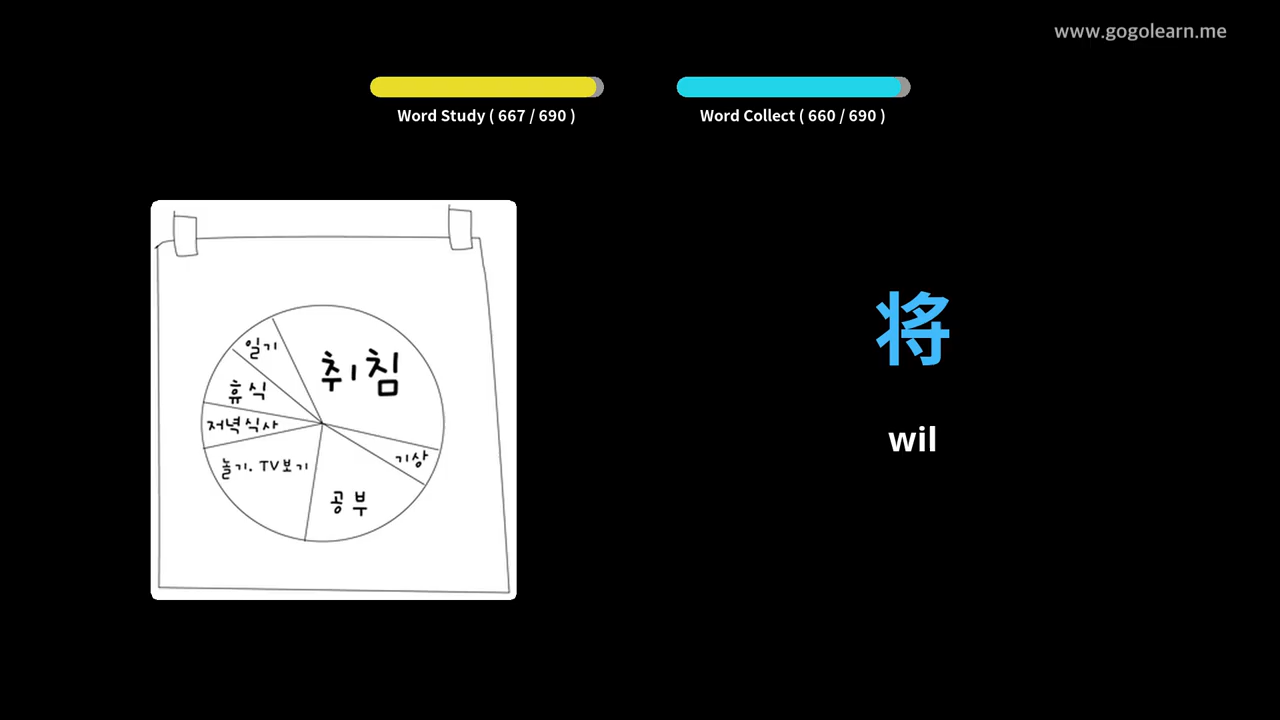 www.gogolearn.me
Word Study ( 667 / 690 )
Word Collect ( 660 / 690 )
일기
취침
휴식
저녁식사
놀기. TV보기
기상
공부
将
wil